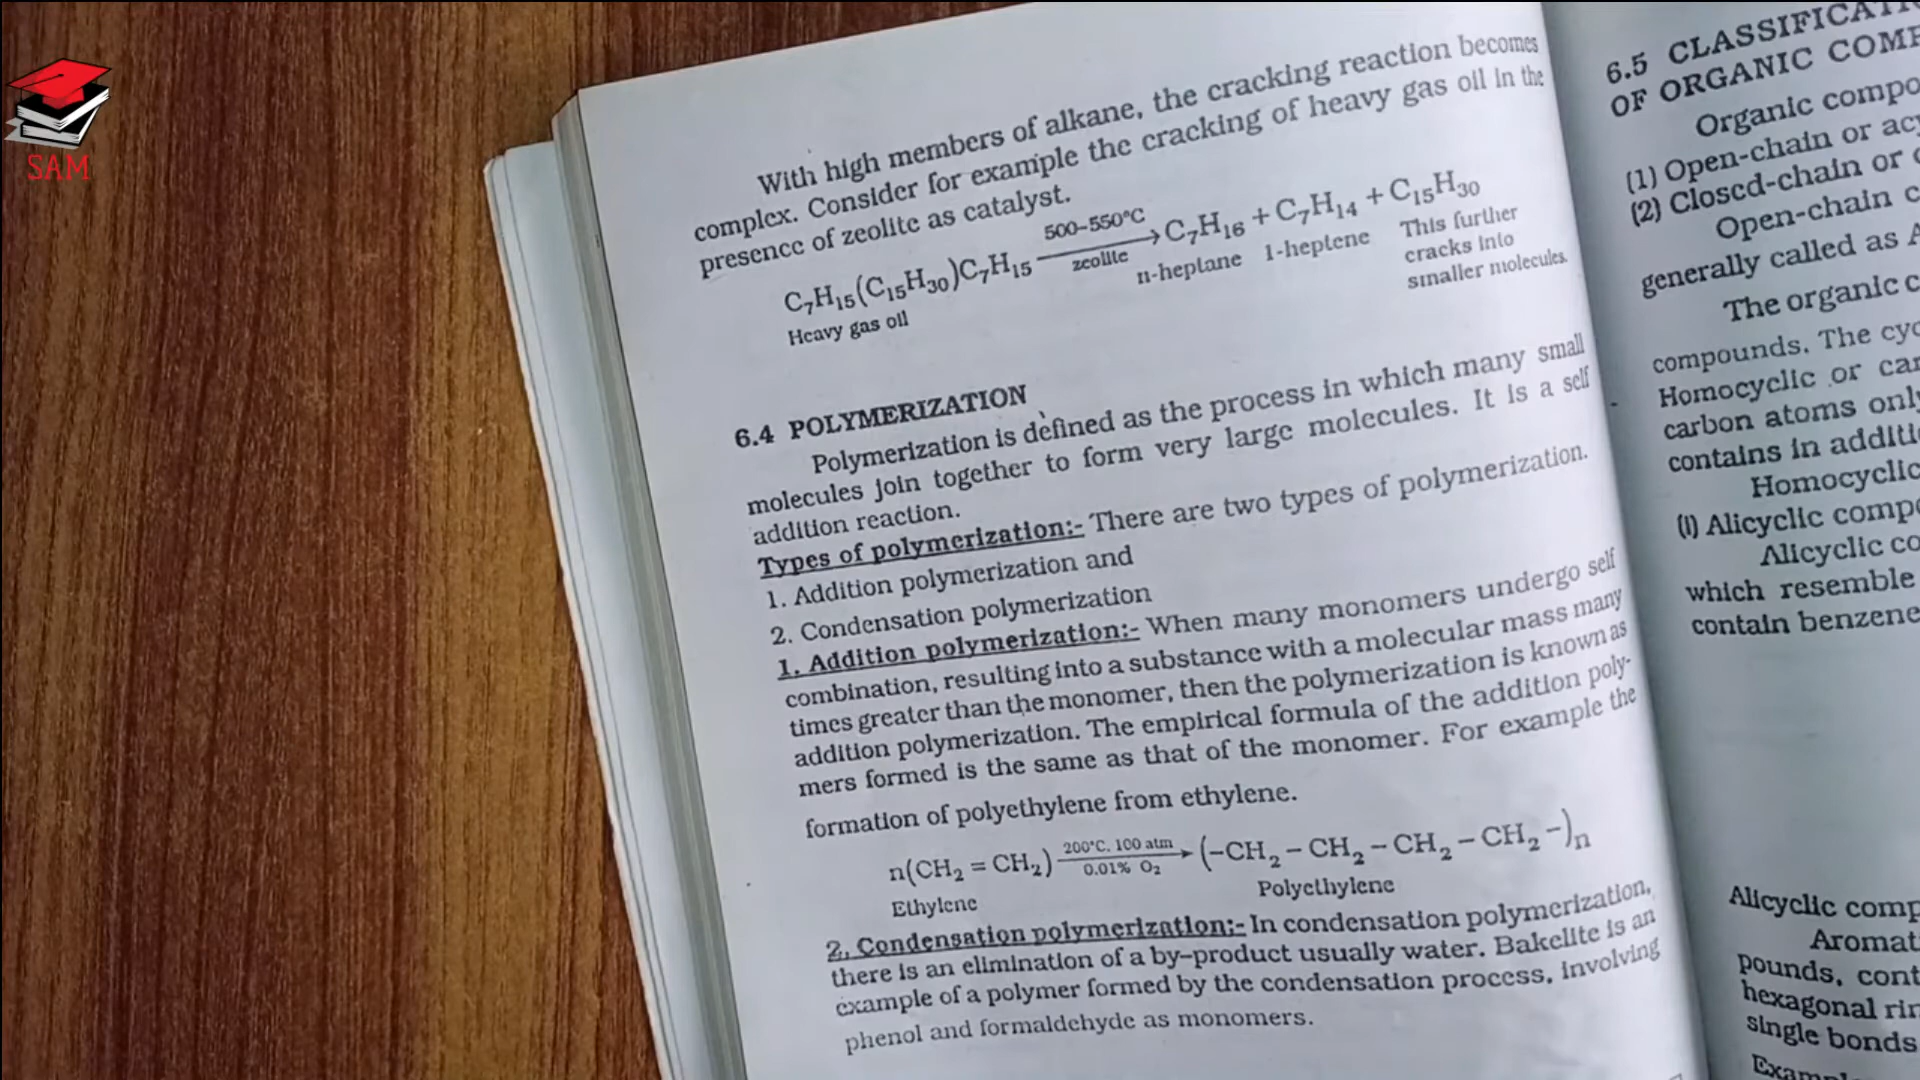 SAM
With high members of alkane, the cracking reaction becomes
complex. Consider for example the cracking of heavy gas oil in the
presence of zeolite as catalyst.
C₇H₁₅(C₁₅H₃₀)C₇H₁₅ 500–550°C zeolite → C₇H₁₆ + C₇H₁₄ + C₁₅H₃₀
Heavy gas oil n-heptane 1-heptene This further
cracks into
smaller molecules.
6.4 POLYMERIZATION
Polymerization is defined as the process in which many small
molecules join together to form very large molecules. It is a self
addition reaction.
Types of polymerization:- There are two types of polymerization.
1. Addition polymerization and
2. Condensation polymerization
1. Addition polymerization:- When many monomers undergo self
combination, resulting into a substance with a molecular mass many
times greater than the monomer, then the polymerization is known as
addition polymerization. The empirical formula of the addition poly-
mers formed is the same as that of the monomer. For example the
formation of polyethylene from ethylene.
n(CH₂ = CH₂) 200°C, 100 atm 0.01% O₂ → (–CH₂ – CH₂ – CH₂ – CH₂ –)n
Ethylene Polyethylene
2. Condensation polymerization:- In condensation polymerization,
there is an elimination of a by–product usually water. Bakelite is an
example of a polymer formed by the condensation process, involving
phenol and formaldehyde as monomers.
6.5 CLASSIFICATI
OF ORGANIC COMP
Organic compo
(1) Open-chain or acy
(2) Closed-chain or c
Open-chain c
generally called as A
The organic c
compounds. The cyc
Homocyclic or car
carbon atoms only
contains in additi
Homocyclic
(i) Alicyclic compo
Alicyclic co
which resemble
contain benzene
Alicyclic comp
Aromati
pounds, cont
hexagonal rin
single bonds
Exampl